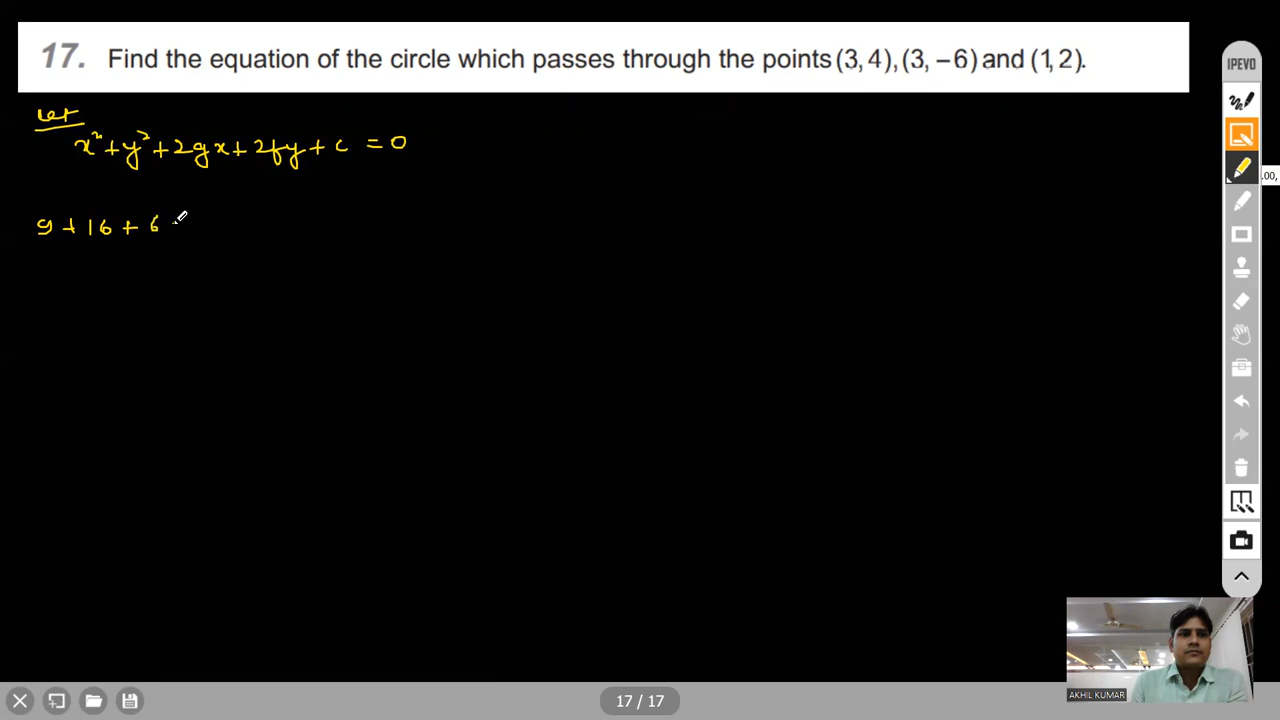 17. Find the equation of the circle which passes through the points (3, 4), (3, −6) and (1, 2).
IPEVO
Let
x² + y² + 2gx + 2fy + c = 0
.00,
9 + 16 + 6
AKHIL KUMAR
17 / 17